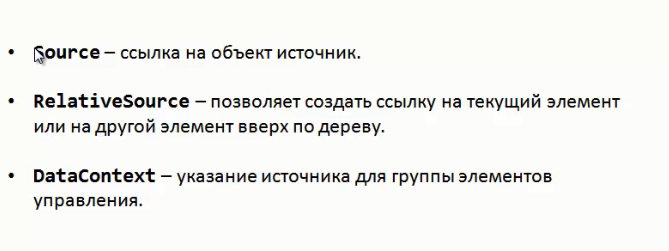 • Source – ссылка на объект источник.
• RelativeSource – позволяет создать ссылку на текущий элемент
или на другой элемент вверх по дереву.
• DataContext – указание источника для группы элементов
управления.